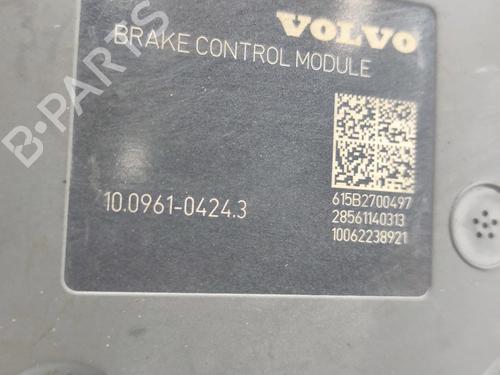 VOLVO
BRAKE CONTROL MODULE
10.0961-0424.3
615B2700497
28561140313
10062238921
B-PARTS